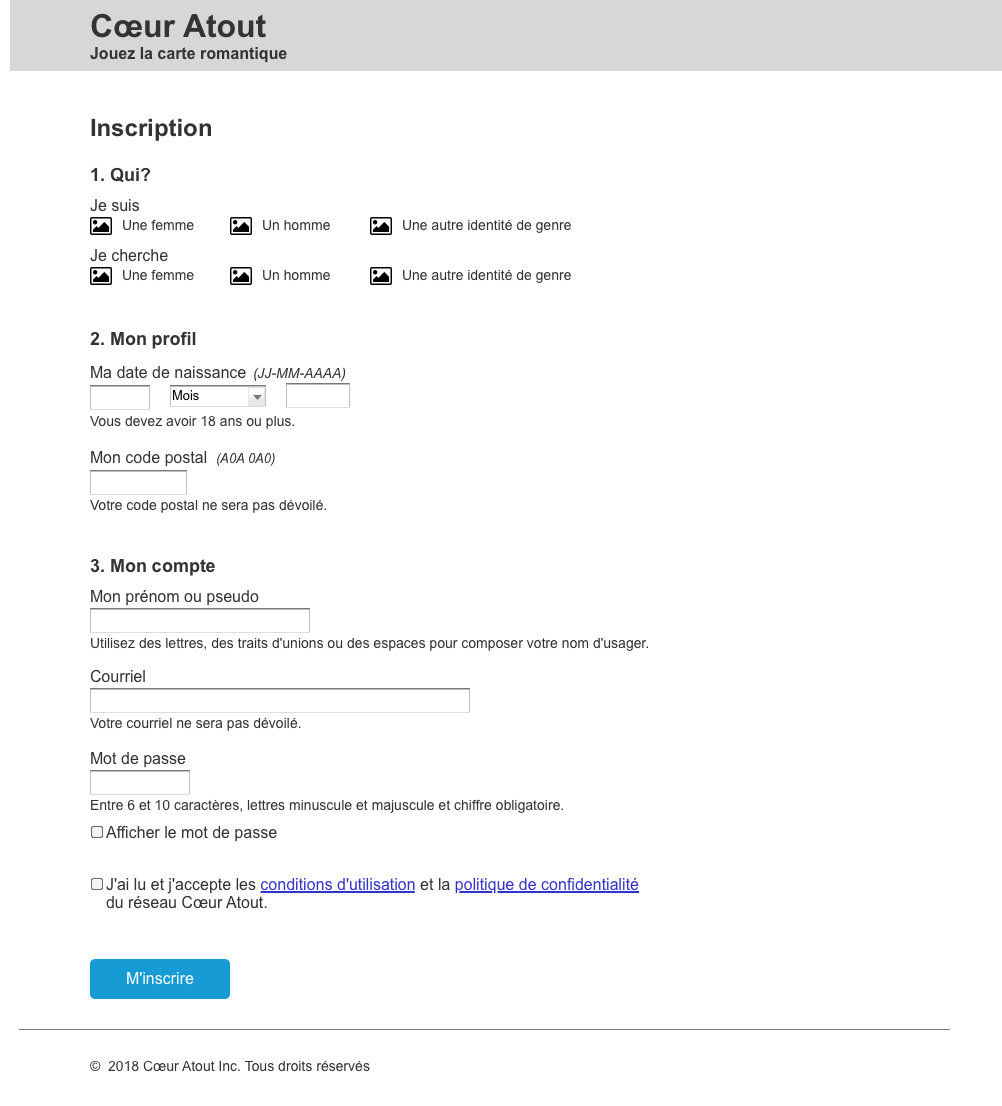 Cœur Atout
Jouez la carte romantique
Inscription
1. Qui?
Je suis
Une femme Un homme Une autre identité de genre
Je cherche
Une femme Un homme Une autre identité de genre
2. Mon profil
Ma date de naissance (JJ-MM-AAAA)
Mois
Vous devez avoir 18 ans ou plus.
Mon code postal (A0A 0A0)
Votre code postal ne sera pas dévoilé.
3. Mon compte
Mon prénom ou pseudo
Utilisez des lettres, des traits d'unions ou des espaces pour composer votre nom d'usager.
Courriel
Votre courriel ne sera pas dévoilé.
Mot de passe
Entre 6 et 10 caractères, lettres minuscule et majuscule et chiffre obligatoire.
Afficher le mot de passe
J'ai lu et j'accepte les conditions d'utilisation et la politique de confidentialité
du réseau Cœur Atout.
M'inscrire
© 2018 Cœur Atout Inc. Tous droits réservés